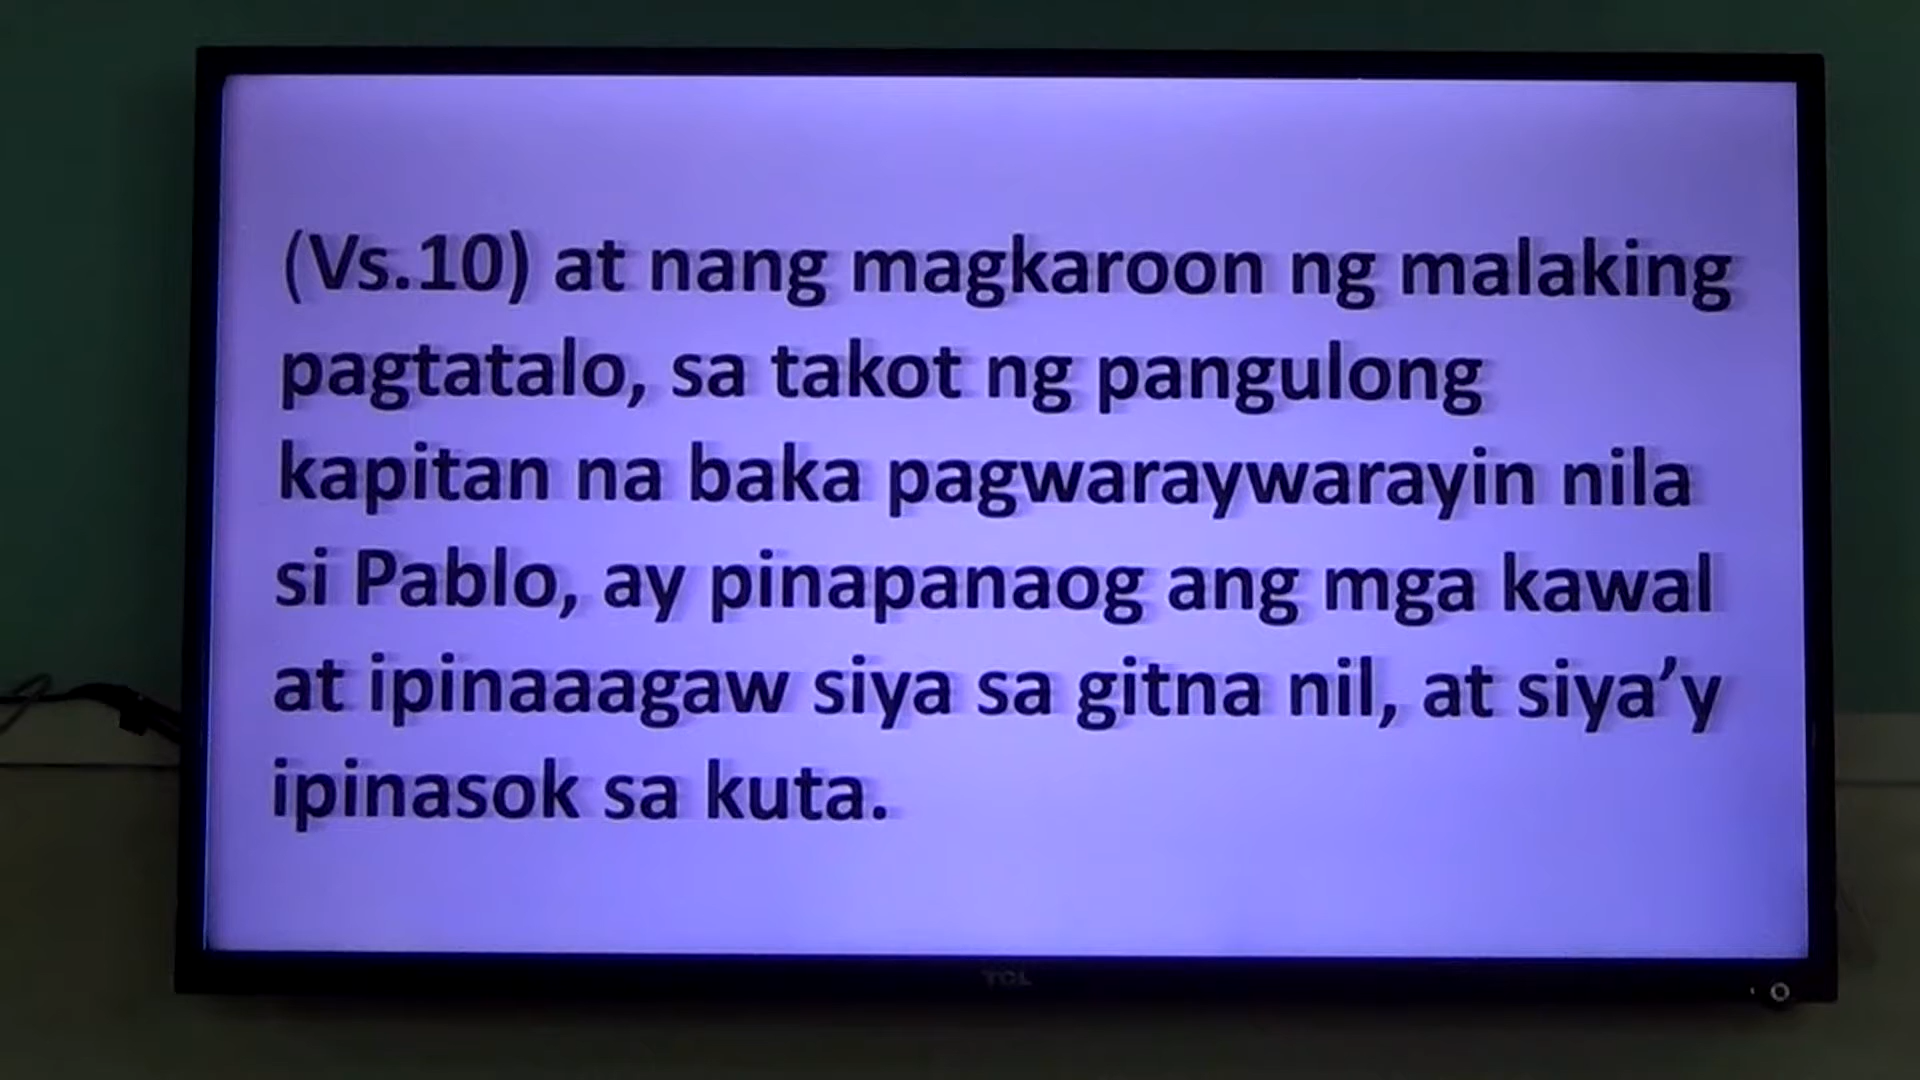 (Vs.10) at nang magkaroon ng malaking
pagtatalo, sa takot ng pangulong
kapitan na baka pagwaraywarayin nila
si Pablo, ay pinapanaog ang mga kawal
at ipinaaagaw siya sa gitna nil, at siya’y
ipinasok sa kuta.
TCL